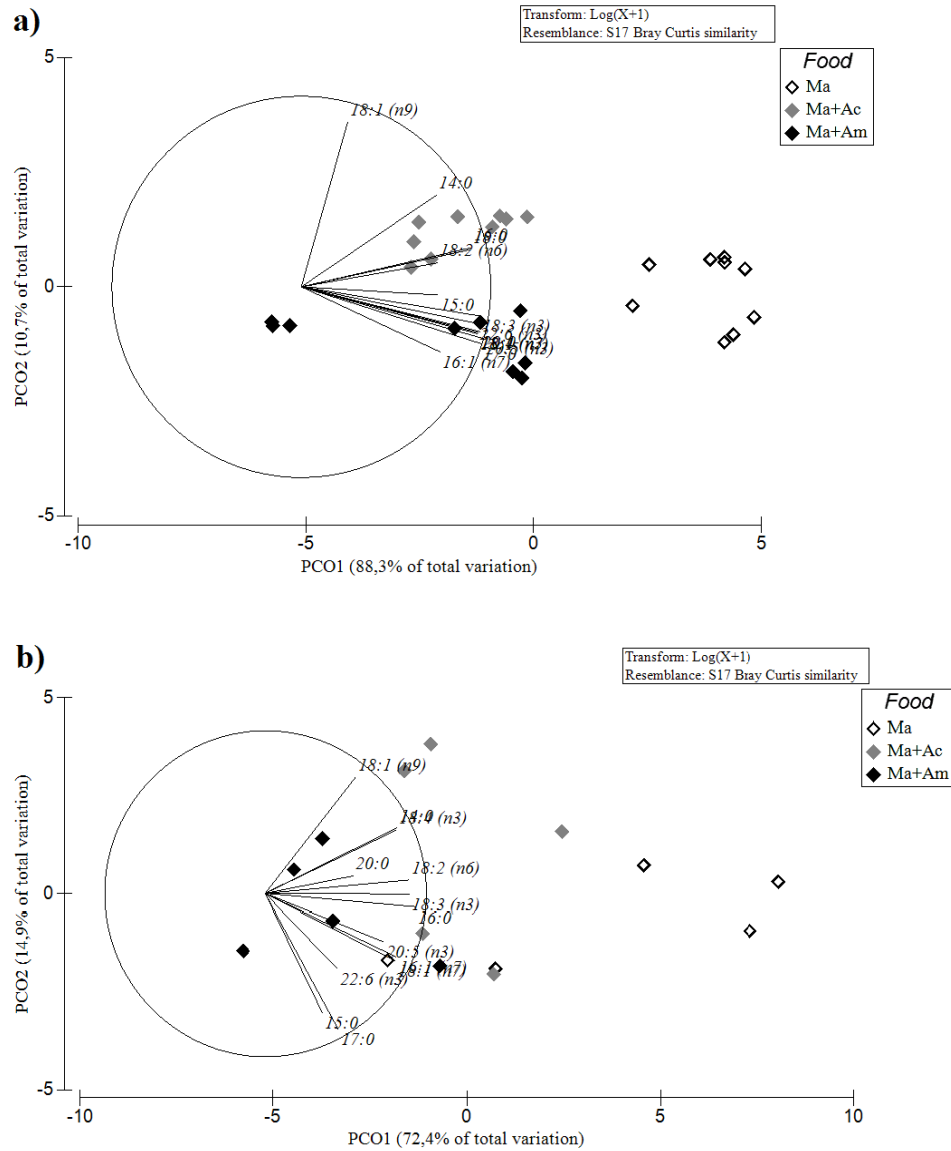 a)
Transform: Log(X+1)
Resemblance: S17 Bray Curtis similarity
Food
Ma
Ma+Ac
Ma+Am
5
0
-5
PCO2 (10,7% of total variation)
18:1 (n9)
14:0
18:2 (n6)
15:0
18:3 (n3)
16:1 (n7)
-10
-5
0
5
PCO1 (88,3% of total variation)
b)
Transform: Log(X+1)
Resemblance: S17 Bray Curtis similarity
Food
Ma
Ma+Ac
Ma+Am
5
0
-5
PCO2 (14,9% of total variation)
18:1 (n9)
18:4 (n3)
20:0
18:2 (n6)
18:3 (n3)
16:0
20:5 (n3)
16:1 (n7)
18:1 (n7)
22:6 (n3)
15:0
17:0
-10
-5
0
5
10
PCO1 (72,4% of total variation)